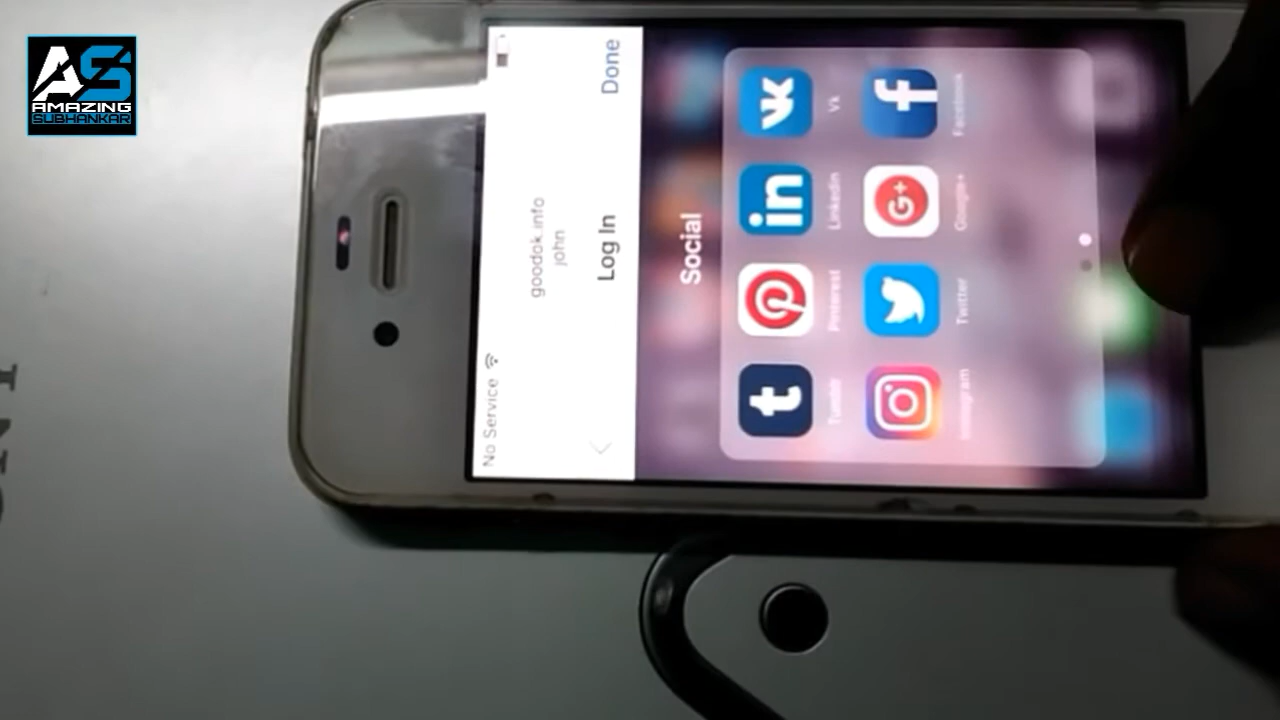 AS
AMAZING
SUBHANKAR
No Service
goodok.info
john
Log In
Done
Social
Tumblr
Pinterest
Linkedin
Vk
Instagram
Twitter
Google+
Facebook